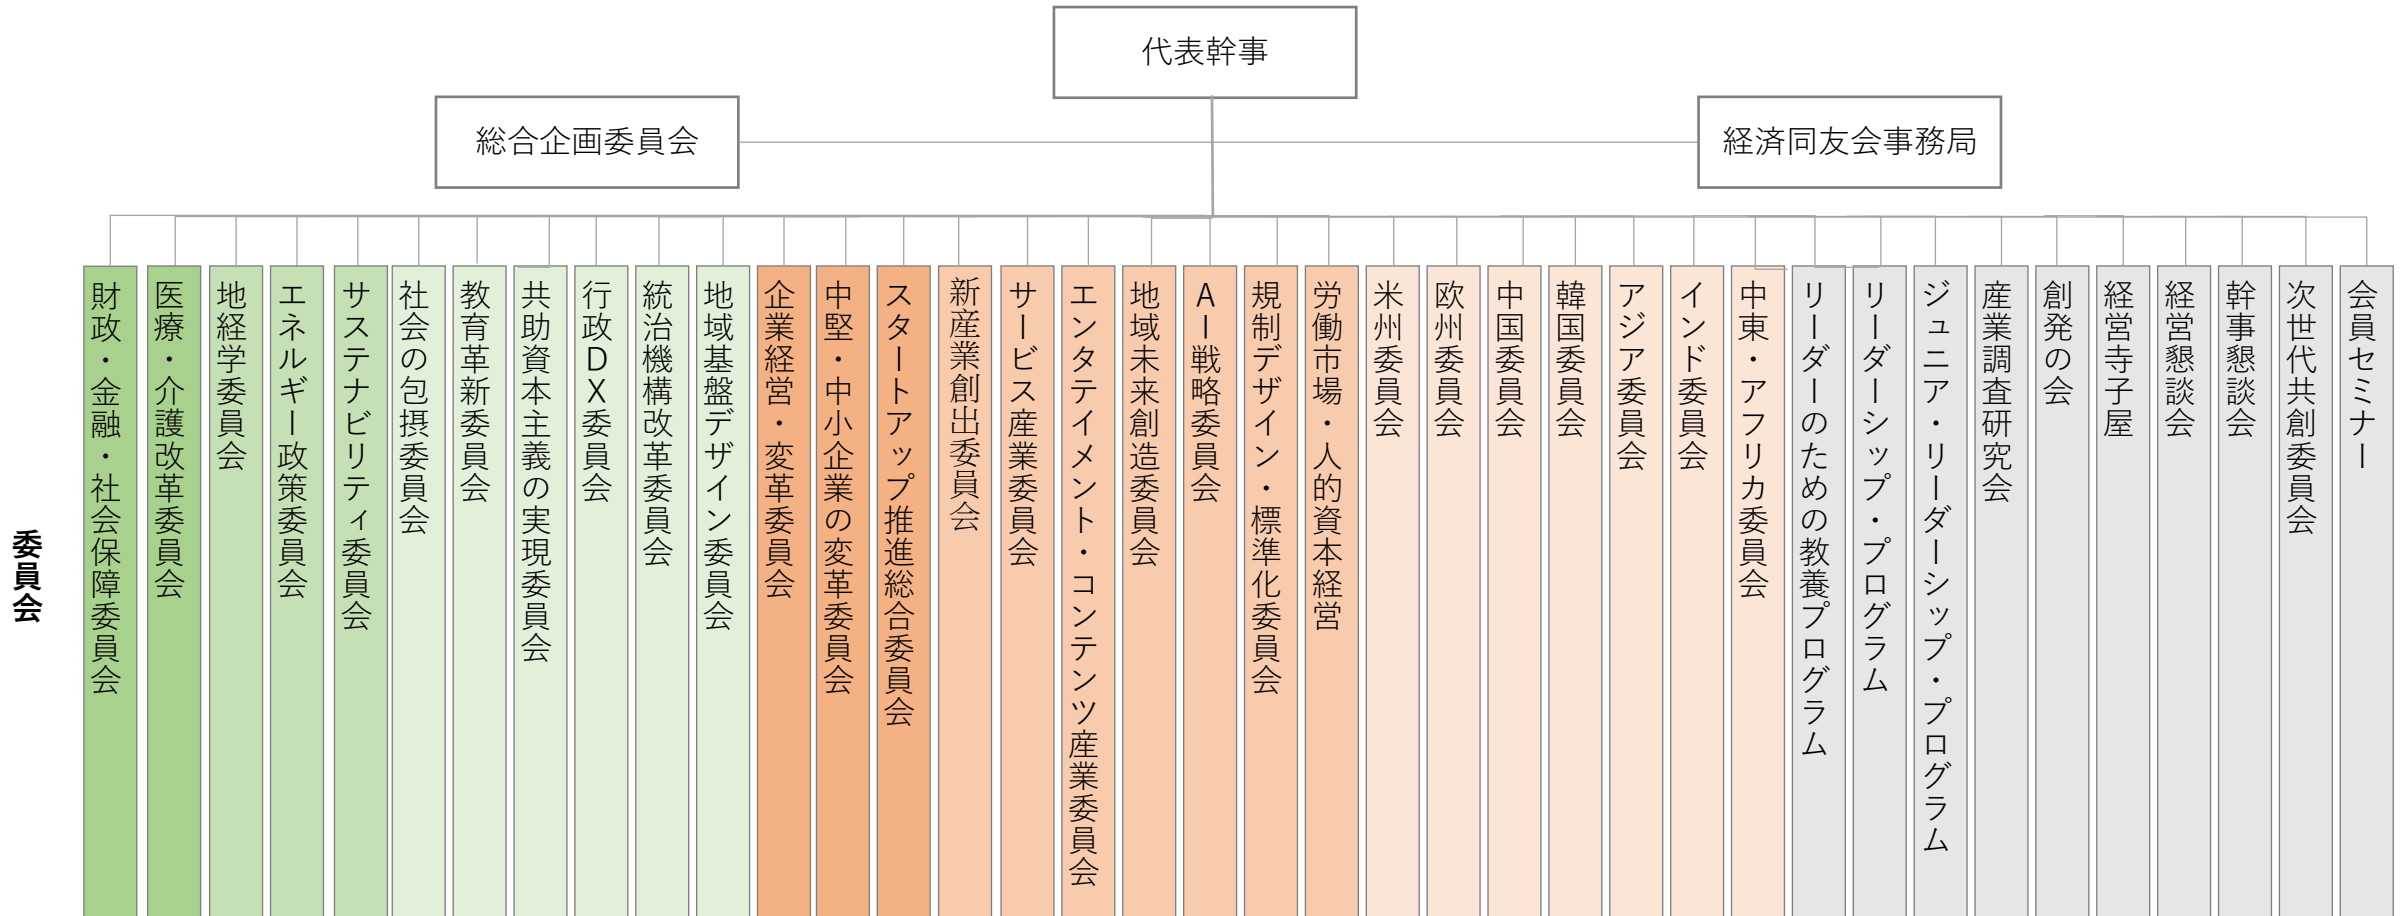 代表幹事
総合企画委員会
経済同友会事務局
委員会
財政・金融・社会保障委員会
医療・介護改革委員会
地経学委員会
エネルギー政策委員会
サステナビリティ委員会
社会の包摂委員会
教育革新委員会
共助資本主義の実現委員会
行政DX委員会
統治機構改革委員会
地域基盤デザイン委員会
企業経営・変革委員会
中堅・中小企業の変革委員会
スタートアップ推進総合委員会
新産業創出委員会
サービス産業委員会
エンタテイメント・コンテンツ産業委員会
地域未来創造委員会
AI戦略委員会
規制デザイン・標準化委員会
労働市場・人的資本経営
米州委員会
欧州委員会
中国委員会
韓国委員会
アジア委員会
インド委員会
中東・アフリカ委員会
リーダーのための教養プログラム
リーダーシップ・プログラム
ジュニア・リーダーシップ・プログラム
産業調査研究会
創発の会
経営寺子屋
経営懇談会
幹事懇談会
次世代共創委員会
会員セミナー